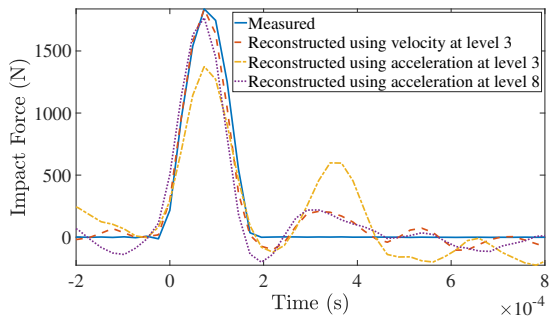 Measured
Reconstructed using velocity at level 3
Reconstructed using acceleration at level 3
Reconstructed using acceleration at level 8
Impact Force (N)
1500
1000
500
0
-2
0
2
4
6
8
Time (s)
×10⁻⁴